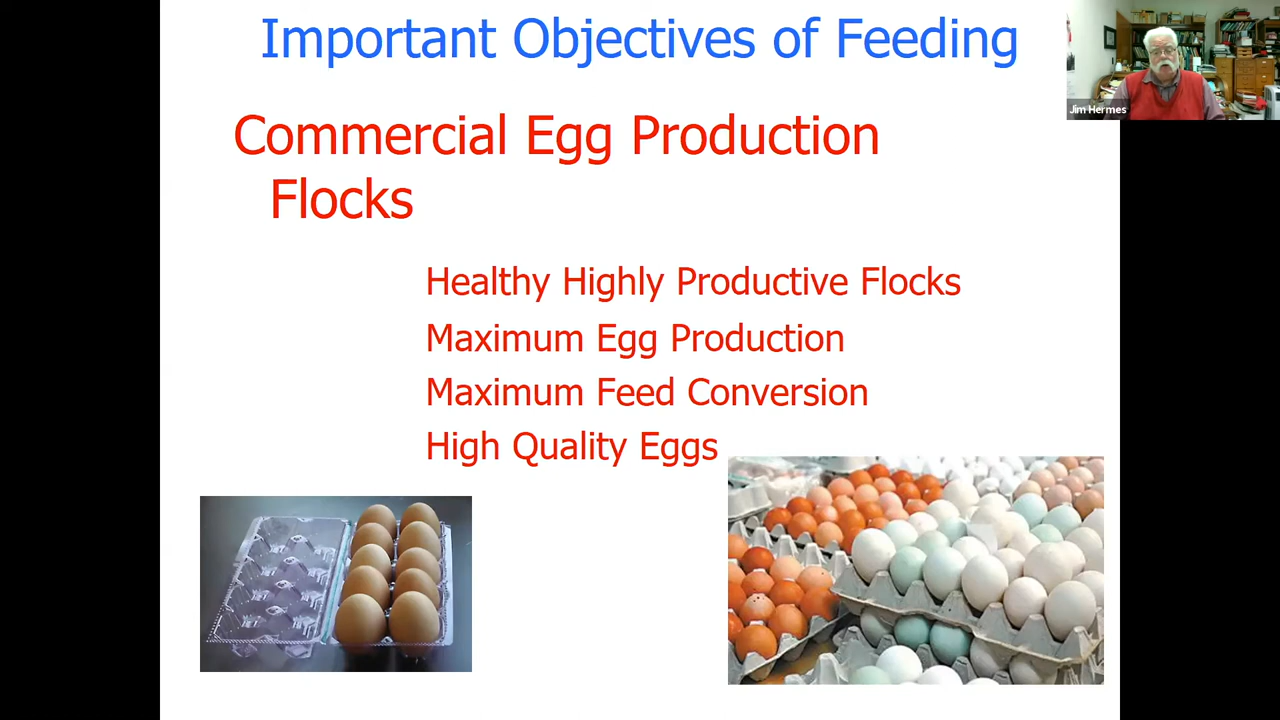 Important Objectives of Feeding
Jim Hermes
Commercial Egg Production
Flocks
Healthy Highly Productive Flocks
Maximum Egg Production
Maximum Feed Conversion
High Quality Eggs